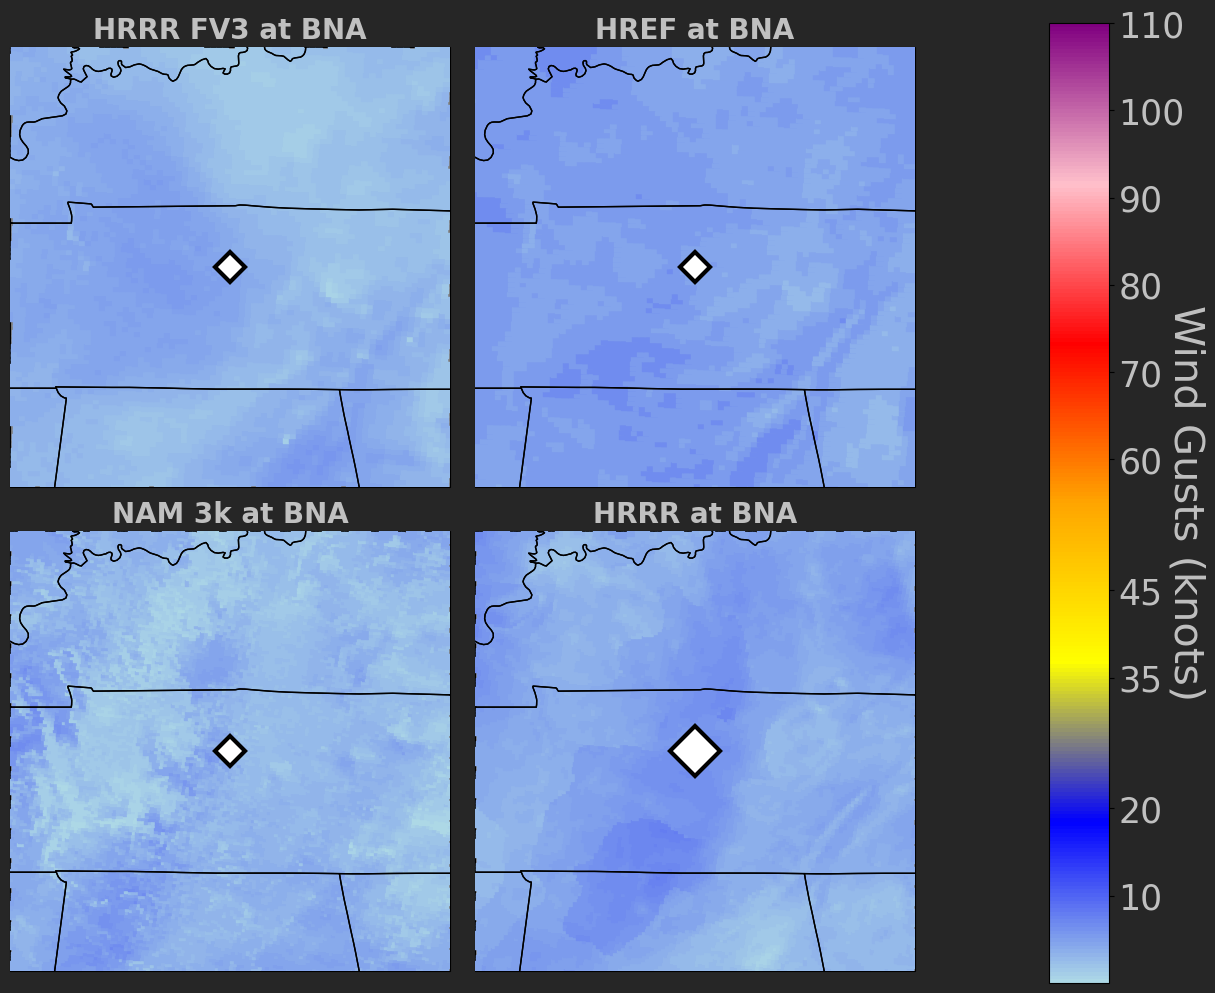 HRRR FV3 at BNA
HREF at BNA
NAM 3k at BNA
HRRR at BNA
110
100
90
80
70
60
45
35
20
10
Wind Gusts (knots)